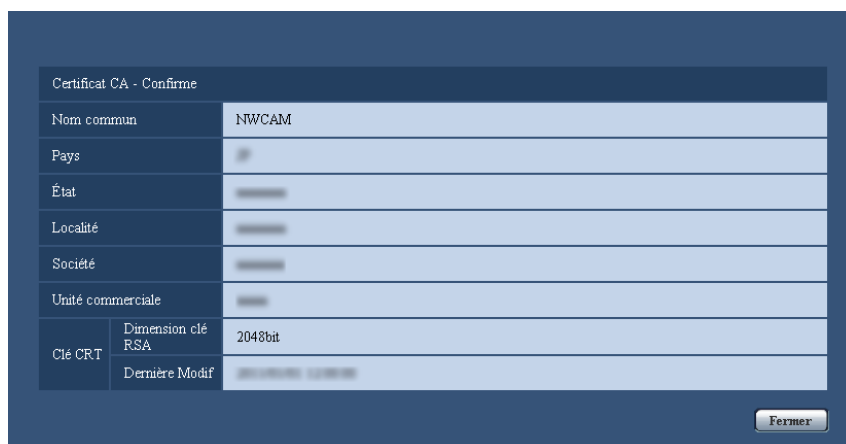 Certificat CA - Confirme
Nom commun NWCAM
Pays
État
Localité
Société
Unité commerciale
Clé CRT
Dimension clé RSA 2048bit
Dernière Modif
Fermer